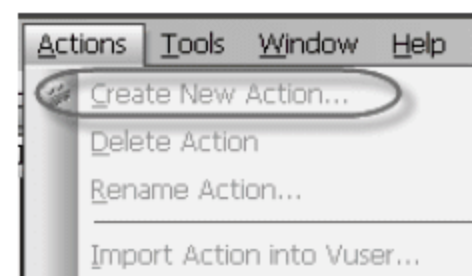 Actions Tools Window Help
Create New Action...
Delete Action
Rename Action...
Import Action into Vuser...